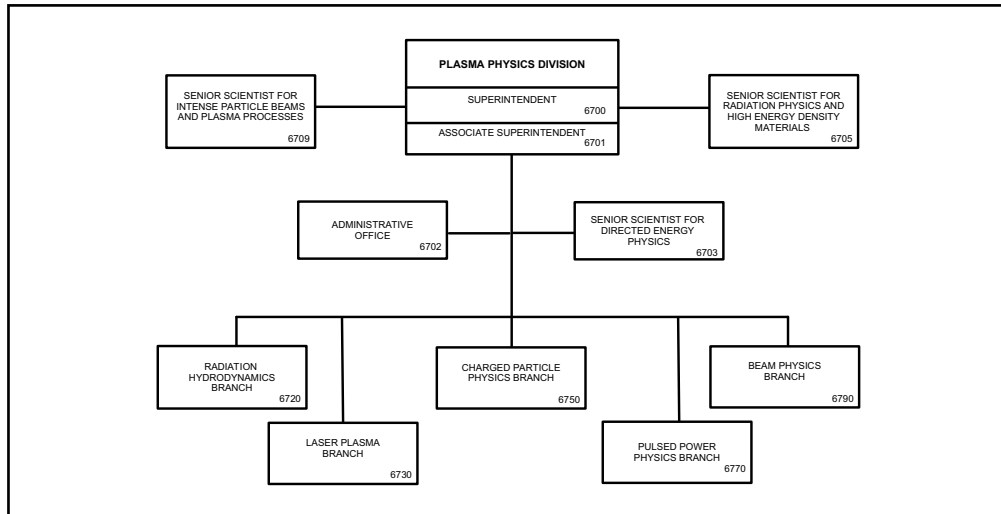 PLASMA PHYSICS DIVISION
SUPERINTENDENT
6700
ASSOCIATE SUPERINTENDENT
6701
SENIOR SCIENTIST FOR
INTENSE PARTICLE BEAMS
AND PLASMA PROCESSES
6709
SENIOR SCIENTIST FOR
RADIATION PHYSICS AND
HIGH ENERGY DENSITY
MATERIALS
6705
ADMINISTRATIVE
OFFICE
6702
SENIOR SCIENTIST FOR
DIRECTED ENERGY
PHYSICS
6703
RADIATION
HYDRODYNAMICS
BRANCH
6720
LASER PLASMA
BRANCH
6730
CHARGED PARTICLE
PHYSICS BRANCH
6750
PULSED POWER
PHYSICS BRANCH
6770
BEAM PHYSICS
BRANCH
6790